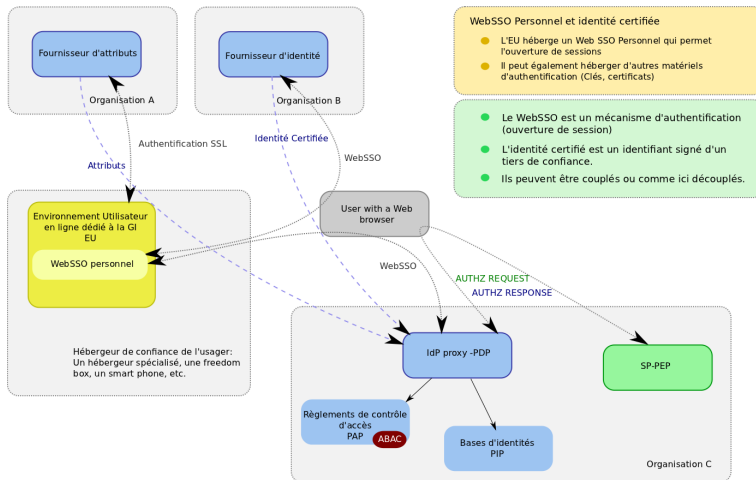 Fournisseur d'attributs
Organisation A
Fournisseur d'identité
Organisation B
WebSSO Personnel et identité certifiée
L'EU héberge un Web SSO Personnel qui permet
l'ouverture de sessions
Il peut également héberger d'autres matériels
d'authentification (Clés, certificats)
Le WebSSO est un mécanisme d'authentification
(ouverture de session)
L'identité certifié est un identifiant signé d'un
tiers de confiance.
Ils peuvent être couplés ou comme ici découplés.
Authentification SSL
Identité Certifiée
Attributs
WebSSO
Environnement Utilisateur
en ligne dédié à la GI
EU
WebSSO personnel
User with a Web
browser
WebSSO
AUTHZ REQUEST
AUTHZ RESPONSE
Hébergeur de confiance de l'usager:
Un hébergeur spécialisé, une freedom
box, un smart phone, etc.
IdP proxy -PDP
SP-PEP
Règlements de contrôle
d'accès
PAP
ABAC
Bases d'identités
PIP
Organisation C